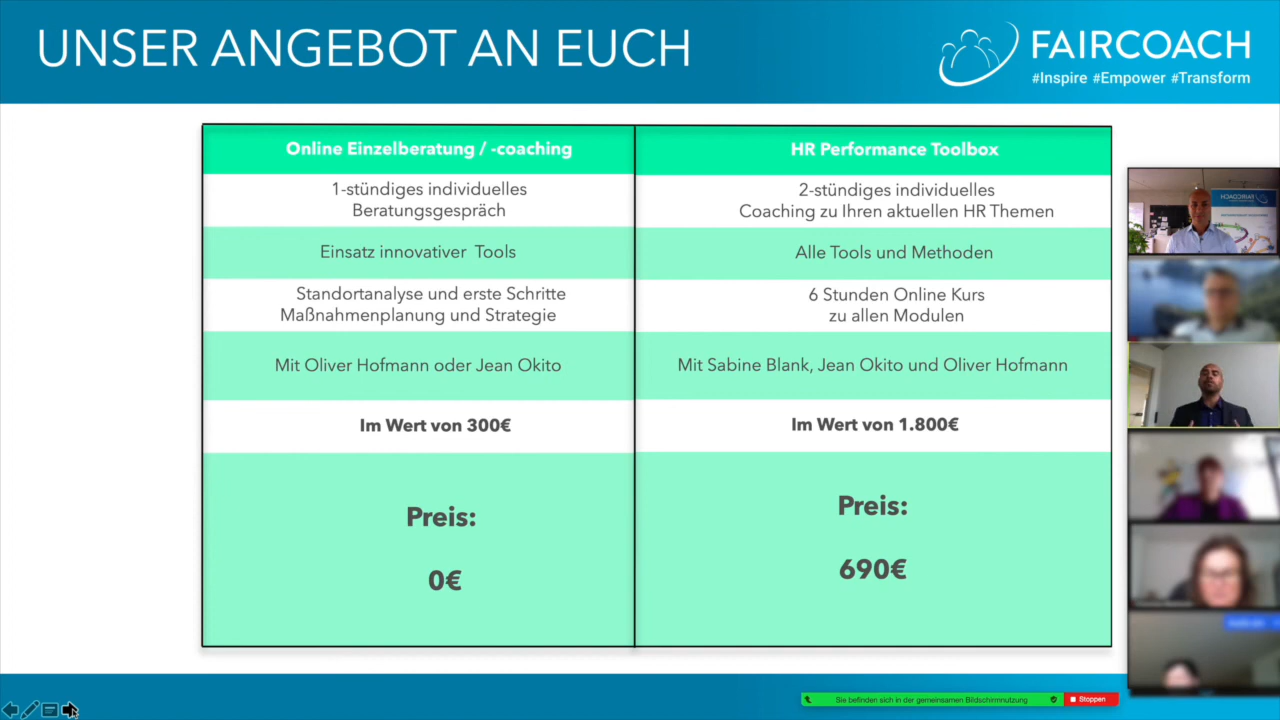 UNSER ANGEBOT AN EUCH
FAIRCOACH
#Inspire #Empower #Transform
Online Einzelberatung / -coaching
HR Performance Toolbox
1-stündiges individuelles
Beratungsgespräch
2-stündiges individuelles
Coaching zu Ihren aktuellen HR Themen
Einsatz innovativer Tools
Alle Tools und Methoden
Standortanalyse und erste Schritte
Maßnahmenplanung und Strategie
6 Stunden Online Kurs
zu allen Modulen
Mit Oliver Hofmann oder Jean Okito
Mit Sabine Blank, Jean Okito und Oliver Hofmann
Im Wert von 300€
Im Wert von 1.800€
Preis:
0€
Preis:
690€
FAIRCOACH
Sie befinden sich in der gemeinsamen Bildschirmnutzung
Stoppen